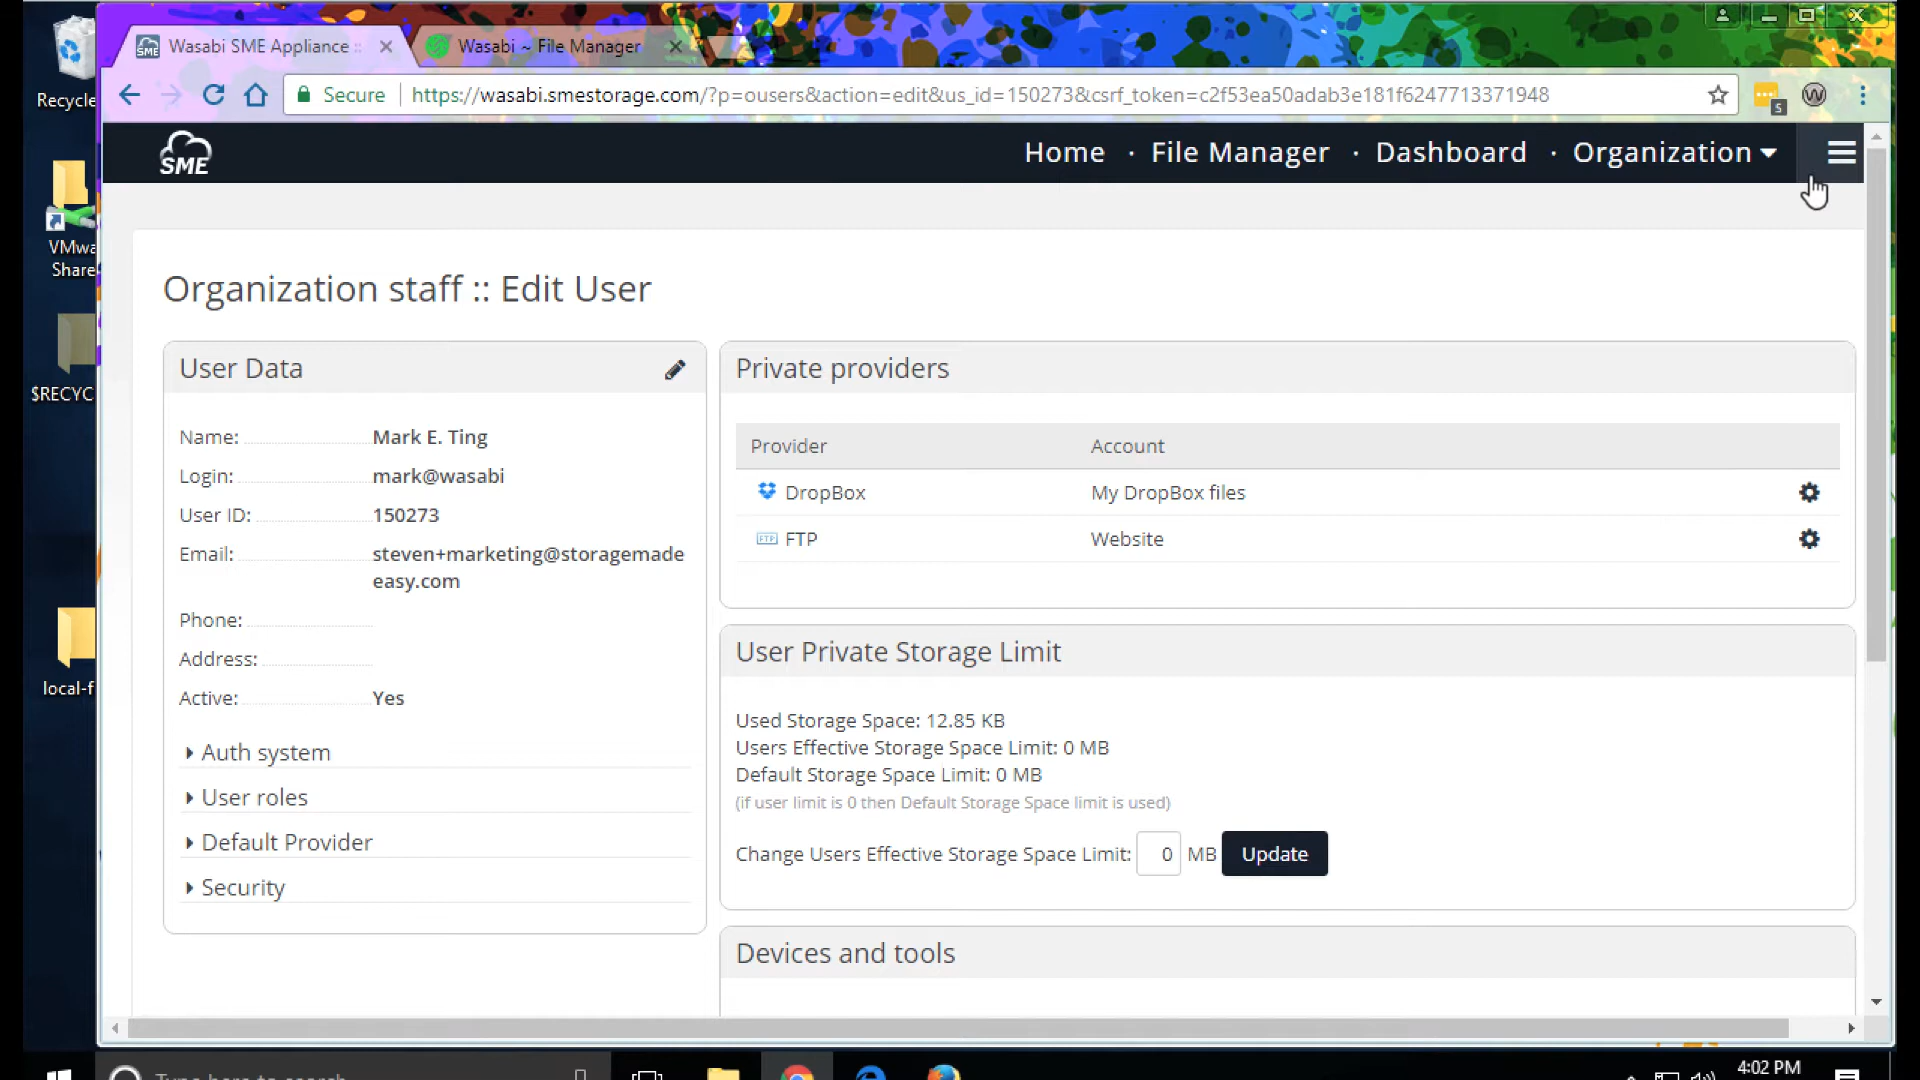 Wasabi SME Appliance ::
Wasabi ~ File Manager
Recycle
Secure
https://wasabi.smestorage.com/?p=ousers&action=edit&us_id=150273&csrf_token=c2f53ea50adab3e181f6247713371948
5
W
SME
Home · File Manager · Dashboard · Organization
VMwa
Share
$RECYC
local-f
Organization staff :: Edit User
User Data
Name: Mark E. Ting
Login: mark@wasabi
User ID: 150273
Email: steven+marketing@storagemade
easy.com
Phone:
Address:
Active: Yes
Auth system
User roles
Default Provider
Security
Private providers
Provider Account
DropBox My DropBox files
FTP FTP Website
User Private Storage Limit
Used Storage Space: 12.85 KB
Users Effective Storage Space Limit: 0 MB
Default Storage Space Limit: 0 MB
(if user limit is 0 then Default Storage Space limit is used)
Change Users Effective Storage Space Limit: 0 MB Update
Devices and tools
Type here to search
4:02 PM